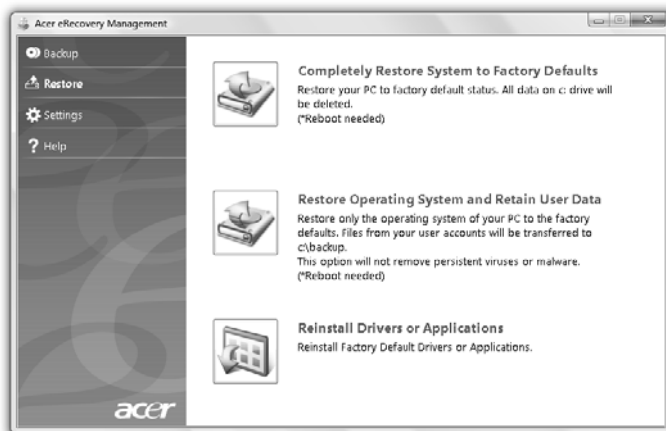 Acer eRecovery Management
Backup
Restore
Settings
Help
Completely Restore System to Factory Defaults
Restore your PC to factory default status. All data on c: drive will
be deleted.
(*Reboot needed)
Restore Operating System and Retain User Data
Restore only the operating system of your PC to the factory
defaults. Files from your user accounts will be transferred to
c:\backup.
This option will not remove persistent viruses or malware.
(*Reboot needed)
Reinstall Drivers or Applications
Reinstall Factory Default Drivers or Applications.
acer